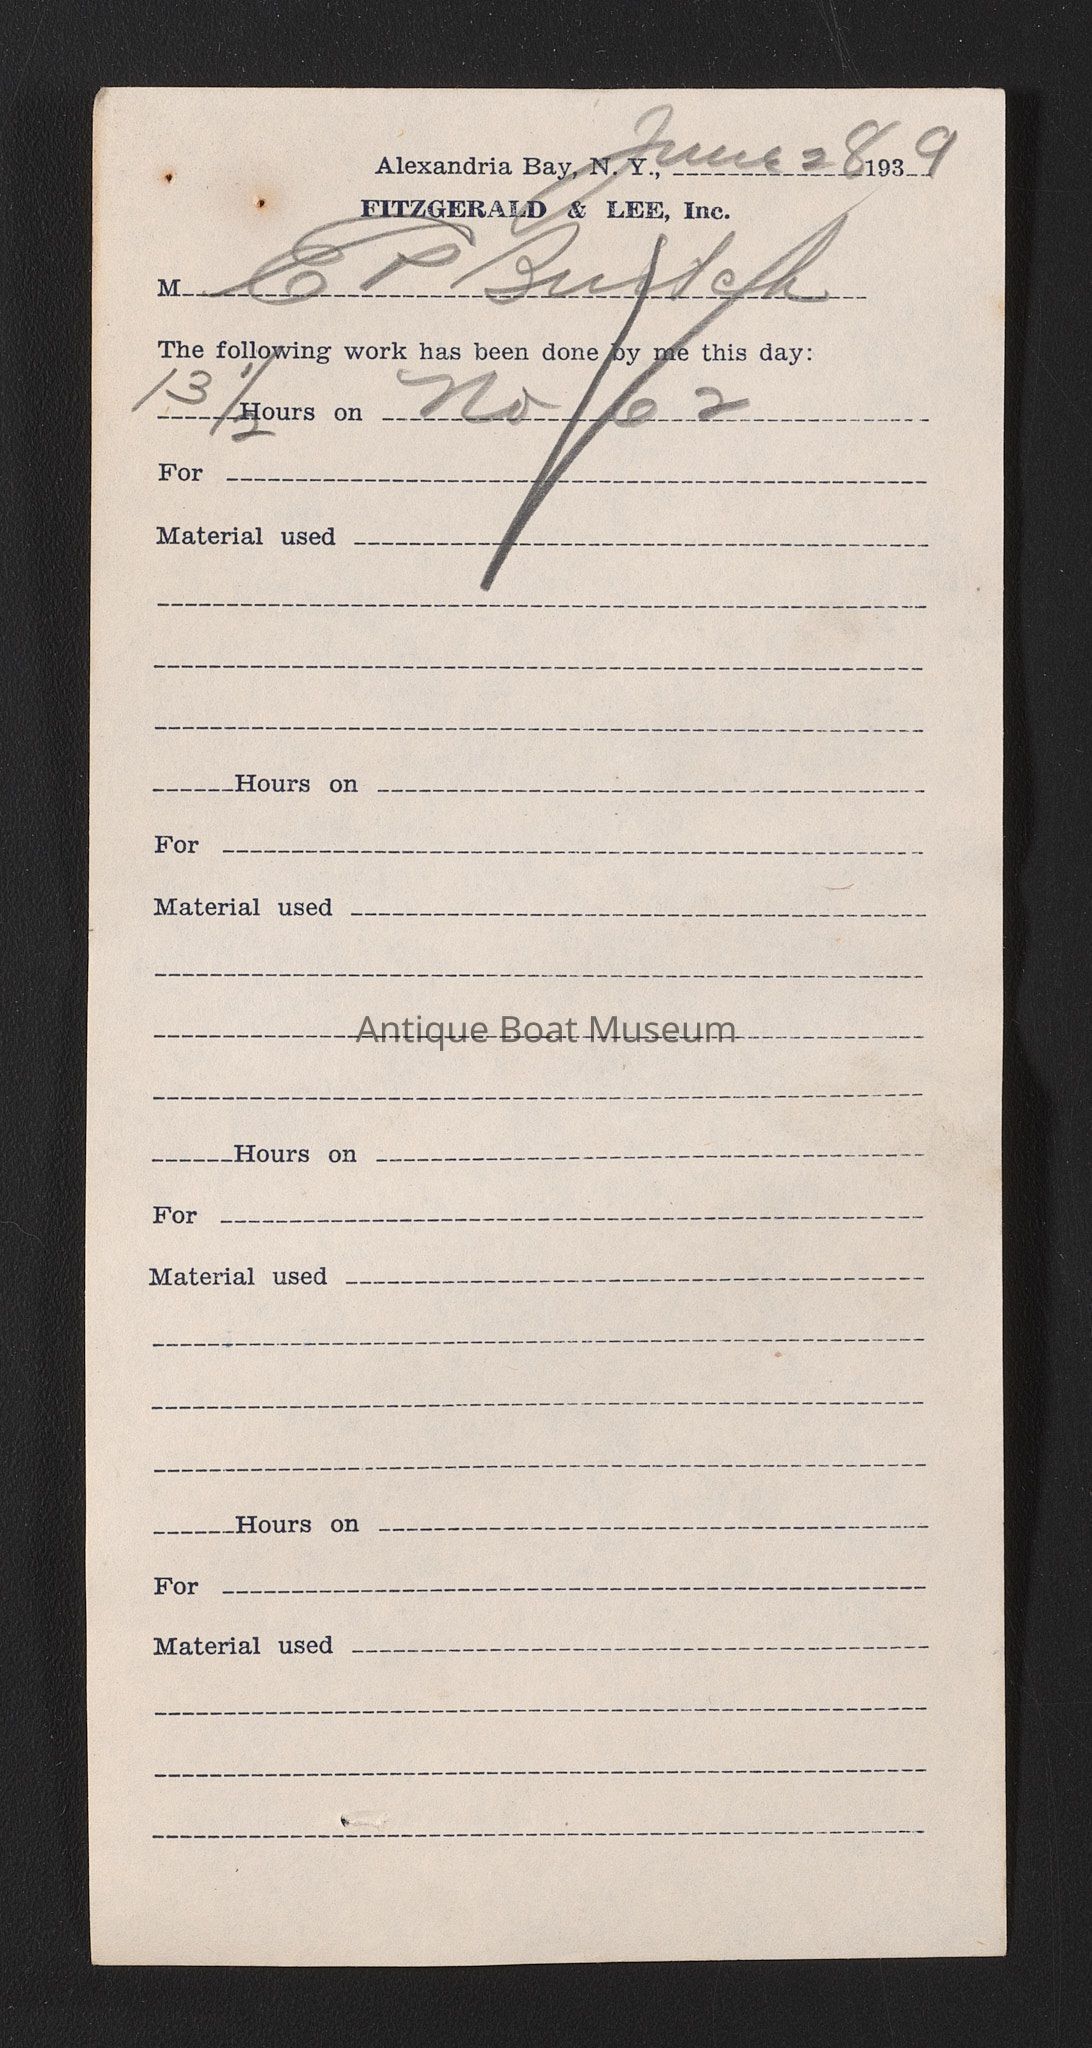 Alexandria Bay, N. Y., June 28 1939
FITZGERALD & LEE, Inc.
M E P
The following work has been done by me this day:
13 1/2 Hours on No 62
For
Material used
Hours on
For
Material used
Antique Boat Museum
Hours on
For
Material used
Hours on
For
Material used